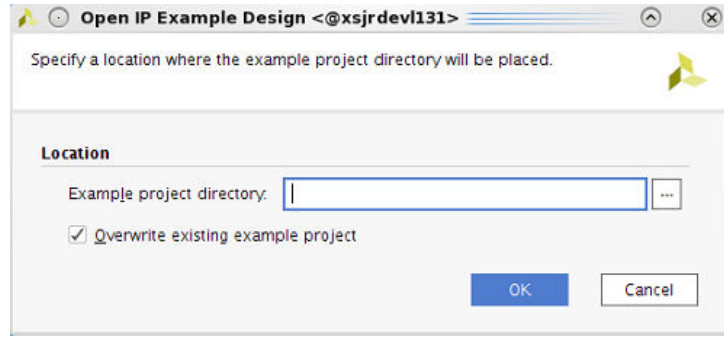 Open IP Example Design <@xsjrdevl131>
Specify a location where the example project directory will be placed.
Location
Example project directory:
...
Overwrite existing example project
OK
Cancel